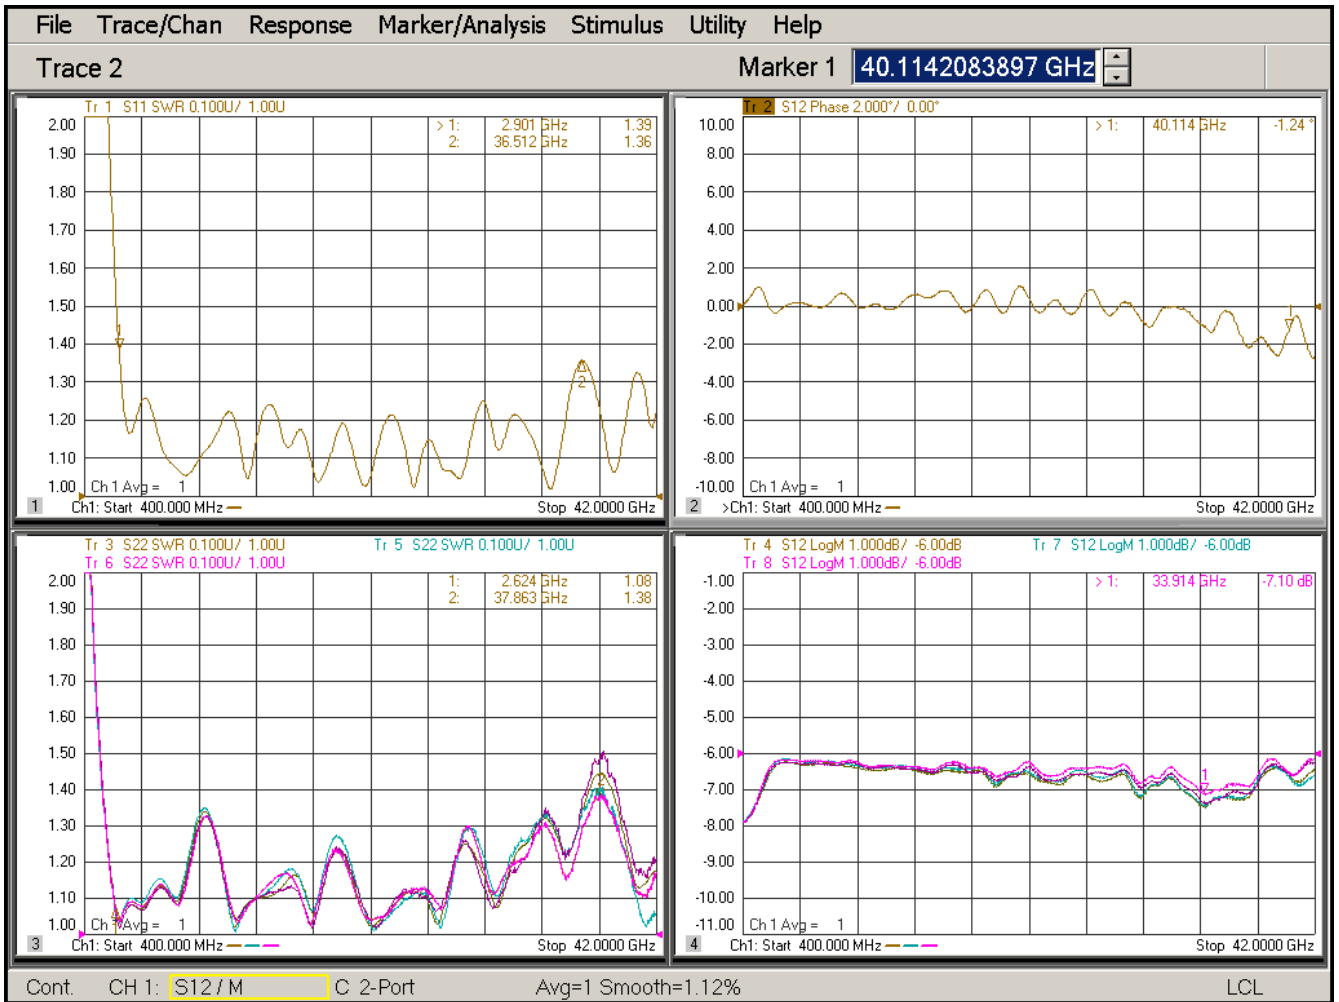 File Trace/Chan Response Marker/Analysis Stimulus Utility Help
Trace 2 Marker 1 40.1142083897 GHz
Tr 1 S11 SWR 0.100U/ 1.00U
> 1: 2.901 GHz 1.39
2: 36.512 GHz 1.36
2.00
1.90
1.80
1.70
1.60
1.50
1.40
1.30
1.20
1.10
1.00
2
Ch 1 Avg = 1
1 Ch1: Start 400.000 MHz Stop 42.0000 GHz
Tr 2 S12 Phase 2.000°/ 0.00°
> 1: 40.114 GHz -1.24 °
10.00
8.00
6.00
4.00
2.00
0.00
-2.00
-4.00
-6.00
-8.00
-10.00
1
Ch 1 Avg = 1
2 >Ch1: Start 400.000 MHz Stop 42.0000 GHz
Tr 3 S22 SWR 0.100U/ 1.00U Tr 5 S22 SWR 0.100U/ 1.00U
Tr 6 S22 SWR 0.100U/ 1.00U
1: 2.624 GHz 1.08
2: 37.863 GHz 1.38
2.00
1.90
1.80
1.70
1.60
1.50
1.40
1.30
1.20
1.10
1.00
Ch 1 Avg = 1
3 Ch1: Start 400.000 MHz Stop 42.0000 GHz
Tr 4 S12 LogM 1.000dB/ -6.00dB Tr 7 S12 LogM 1.000dB/ -6.00dB
Tr 8 S12 LogM 1.000dB/ -6.00dB
> 1: 33.914 GHz -7.10 dB
-1.00
-2.00
-3.00
-4.00
-5.00
-6.00
-7.00
-8.00
-9.00
-10.00
-11.00
1
Ch 1 Avg = 1
4 Ch1: Start 400.000 MHz Stop 42.0000 GHz
Cont. CH 1: S12 / M C 2-Port Avg=1 Smooth=1.12% LCL